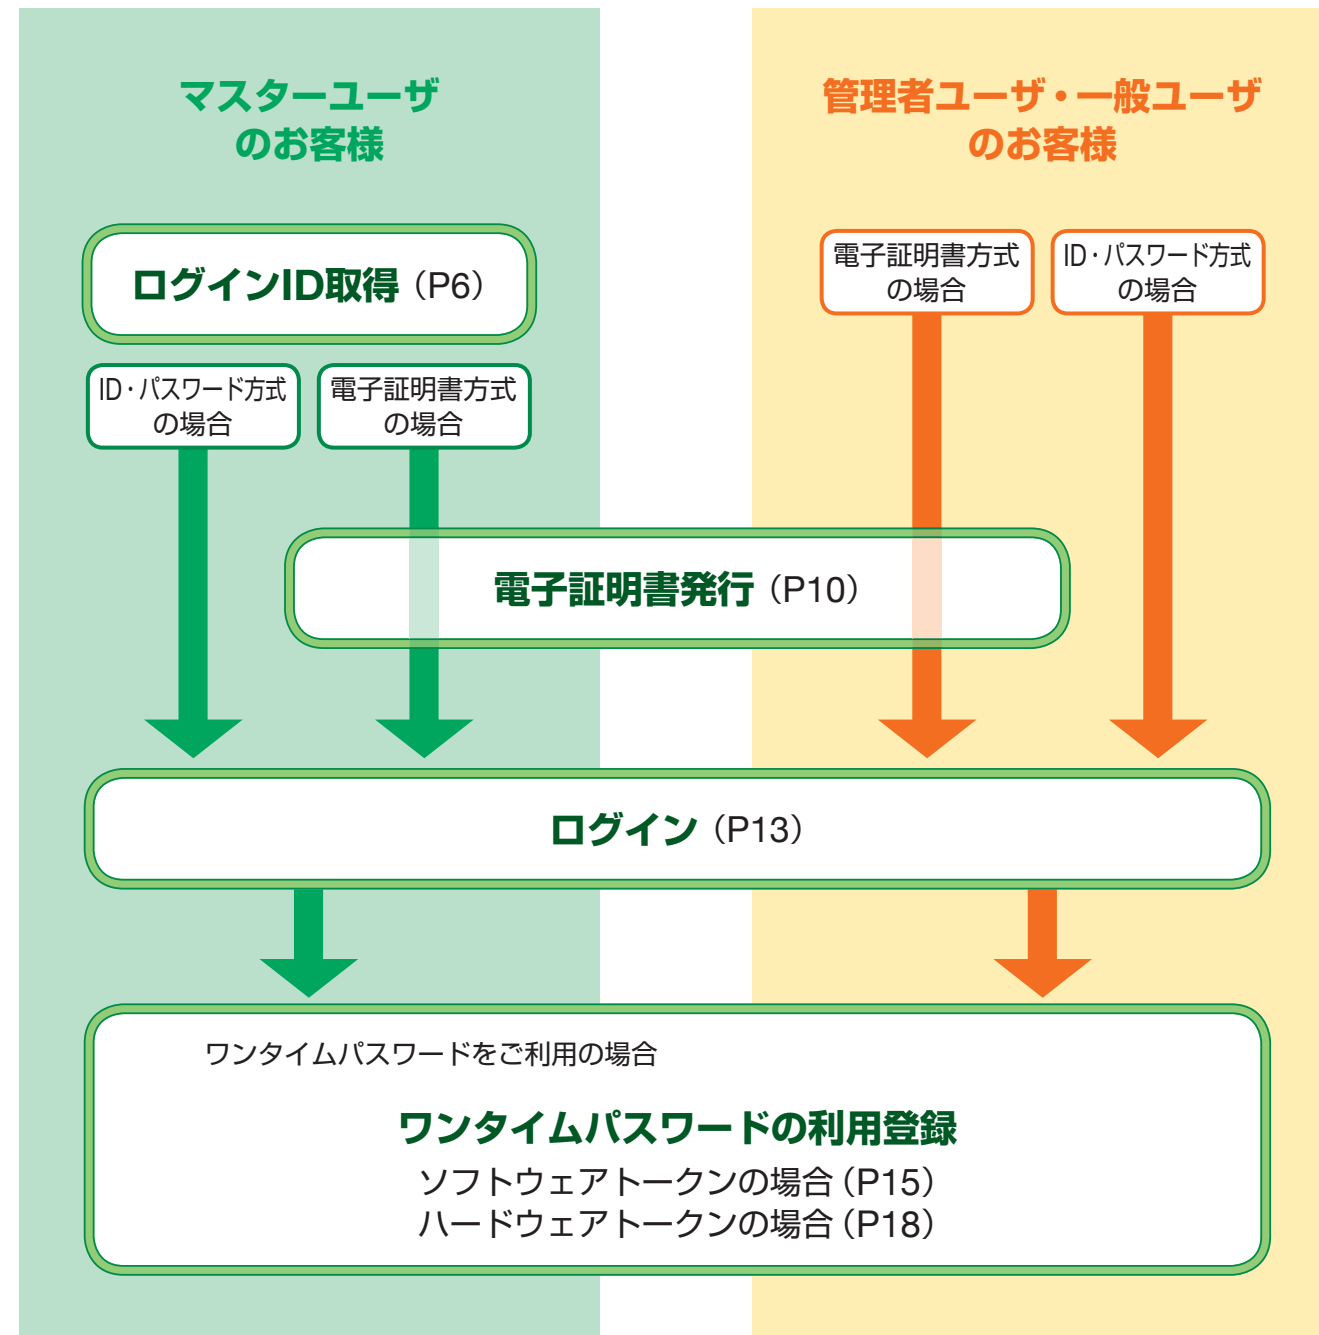 マスターユーザ
のお客様
管理者ユーザ・一般ユーザ
のお客様
ログインID取得（P6）
電子証明書方式
の場合
ID・パスワード方式
の場合
ID・パスワード方式
の場合
電子証明書方式
の場合
電子証明書発行（P10）
ログイン（P13）
ワンタイムパスワードをご利用の場合
ワンタイムパスワードの利用登録
ソフトウェアトークンの場合（P15）
ハードウェアトークンの場合（P18）